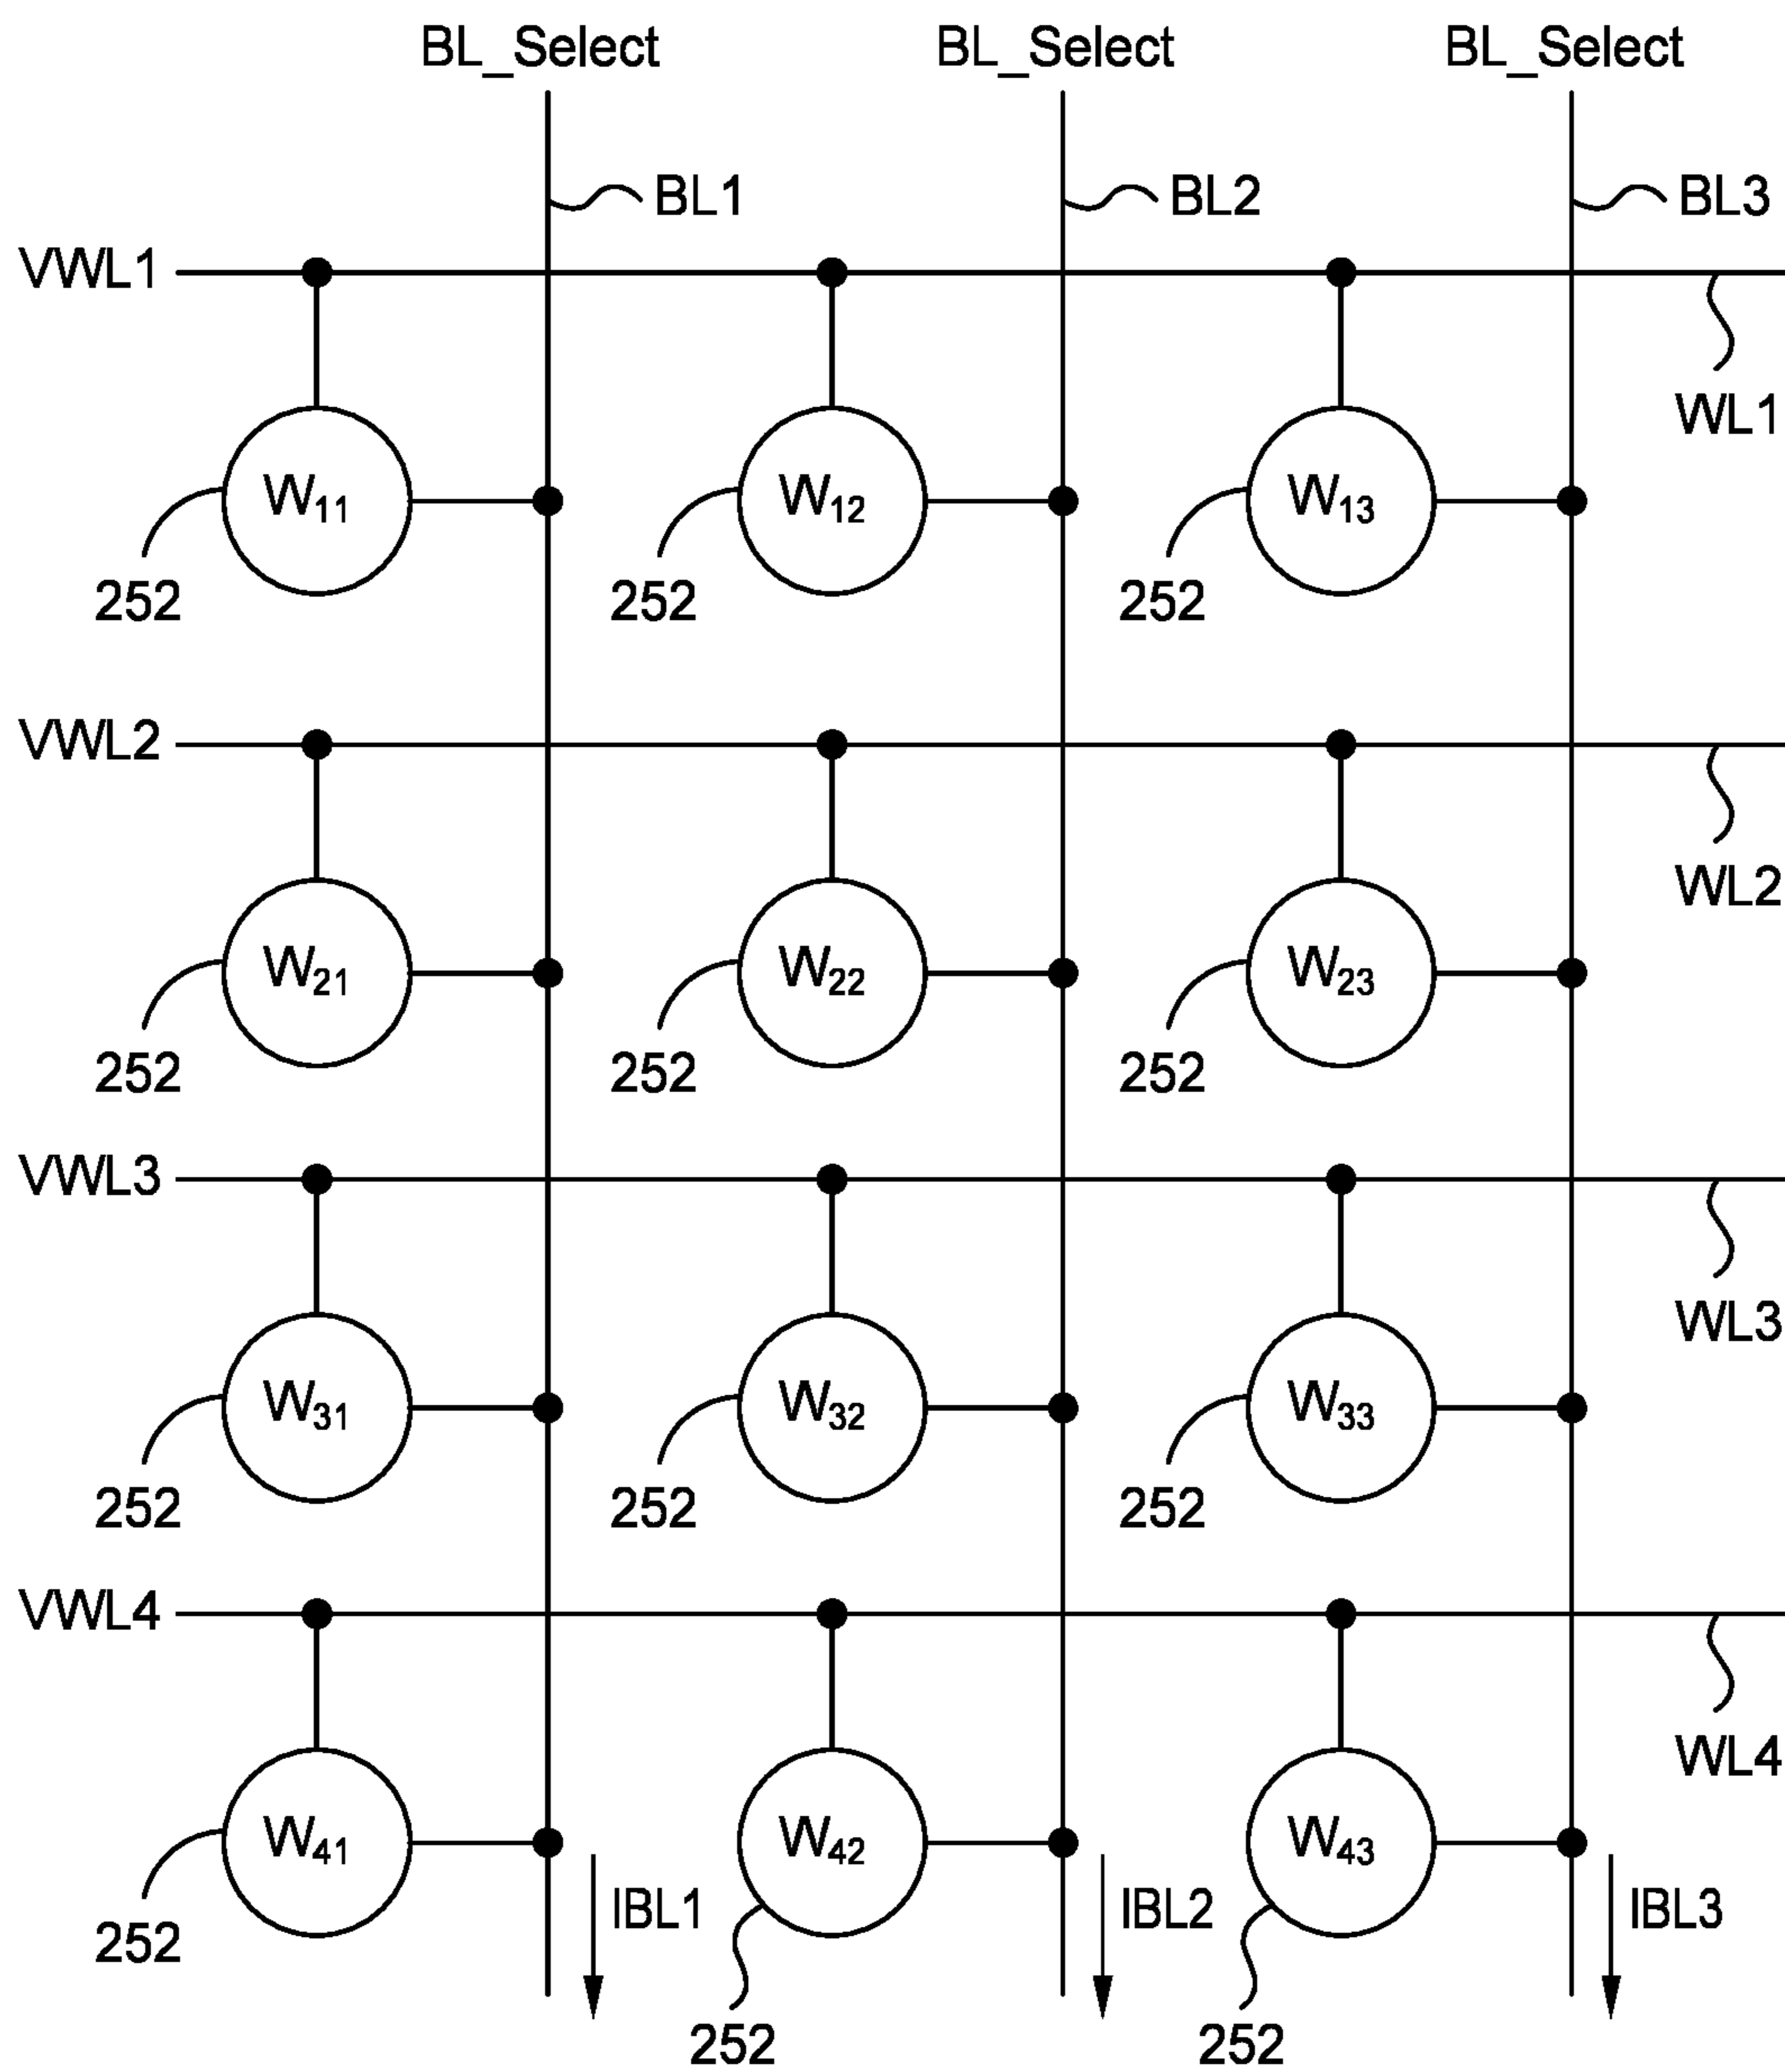 BL_Select BL_Select BL_Select
BL1 BL2 BL3
VWL1
WL1
W11 W12 W13
252 252 252
VWL2
WL2
W21 W22 W23
252 252 252
VWL3
WL3
W31 W32 W33
252 252 252
VWL4
WL4
W41 W42 W43
IBL1 IBL2 IBL3
252
252 252